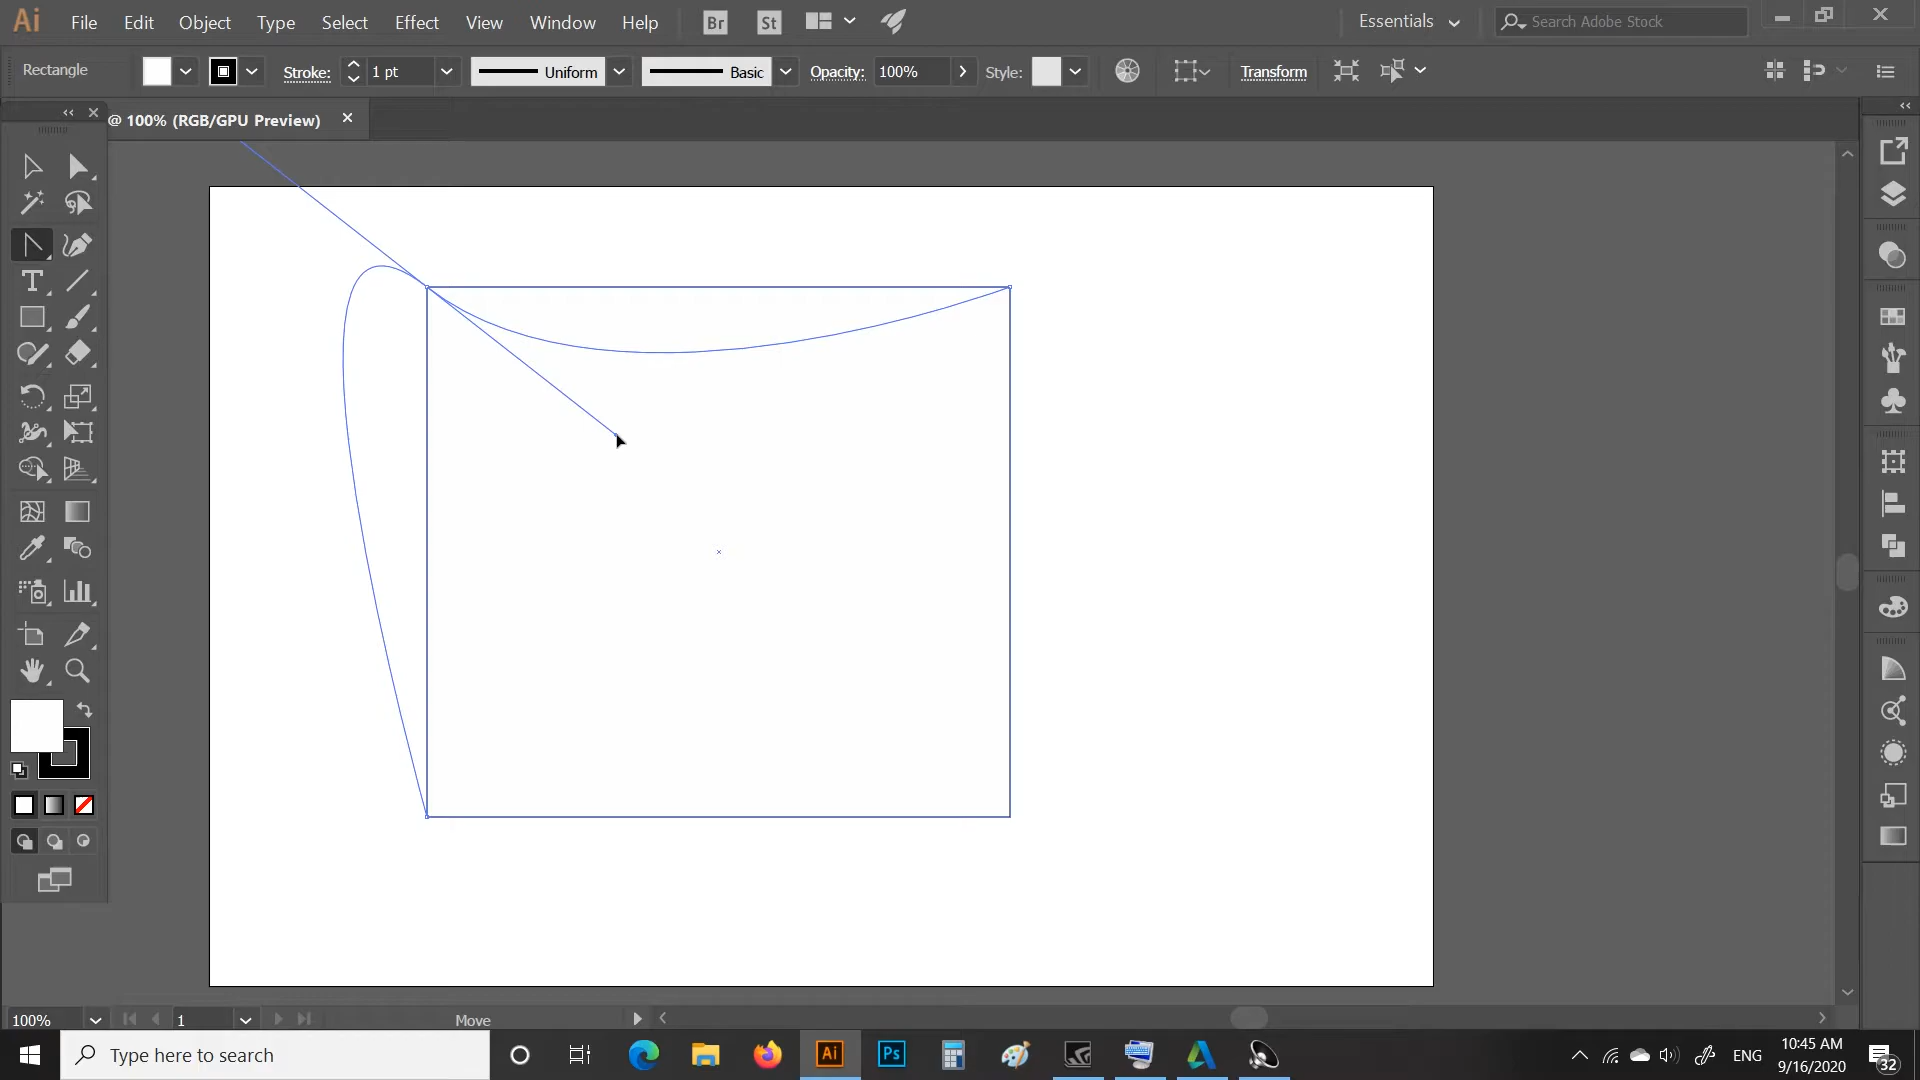 Ai File Edit Object Type Select Effect View Window Help Br St Essentials Search Adobe Stock
Rectangle Stroke: 1 pt Uniform Basic Opacity: 100% Style: Transform
@ 100% (RGB/GPU Preview)
T
100% 1 Move
Type here to search Ai Ps ENG 10:45 AM
9/16/2020 32